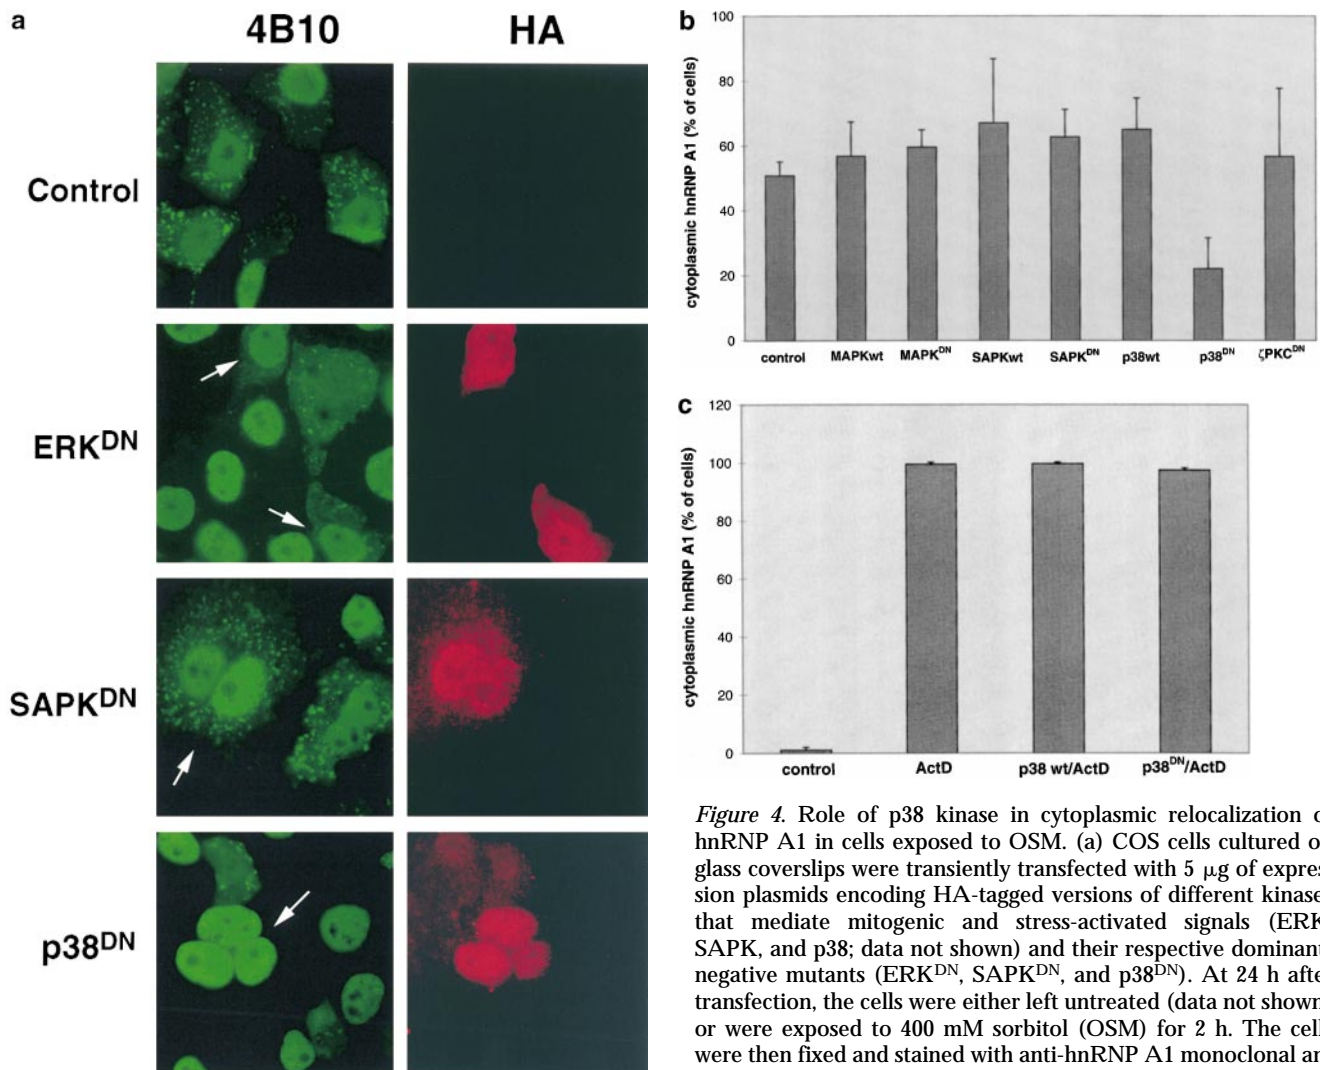 a
4B10 HA
Control
ERKDN
SAPKDN
p38DN
b
cytoplasmic hnRNP A1 (% of cells)
100
80
60
40
20
0
control MAPKwt MAPKDN SAPKwt SAPKDN p38wt p38DN ζPKCDN
c
cytoplasmic hnRNP A1 (% of cells)
120
100
80
60
40
20
0
control ActD p38 wt/ActD p38DN/ActD
Figure 4. Role of p38 kinase in cytoplasmic relocalization o
hnRNP A1 in cells exposed to OSM. (a) COS cells cultured o
glass coverslips were transiently transfected with 5 μg of expres
sion plasmids encoding HA-tagged versions of different kinase
that mediate mitogenic and stress-activated signals (ERK
SAPK, and p38; data not shown) and their respective dominant
negative mutants (ERKDN, SAPKDN, and p38DN). At 24 h afte
transfection, the cells were either left untreated (data not shown
or were exposed to 400 mM sorbitol (OSM) for 2 h. The cell
were then fixed and stained with anti-hnRNP A1 monoclonal an